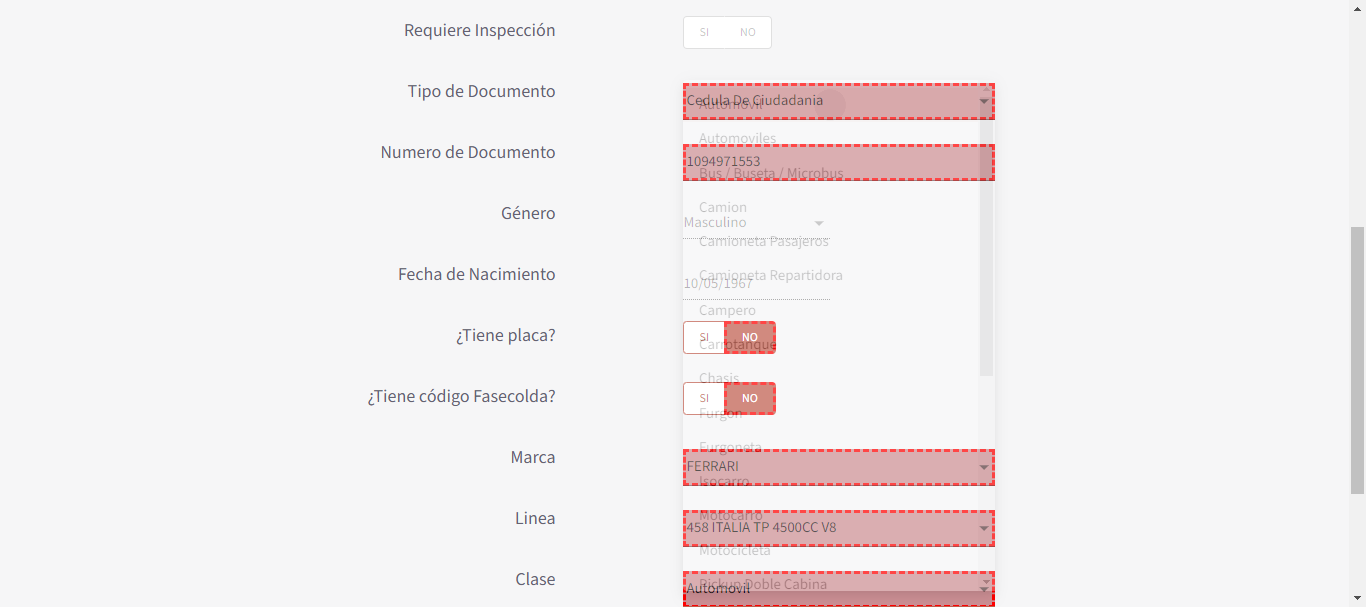 Requiere Inspección SI NO
Tipo de Documento Cedula De Ciudadania
Automovil
Automoviles
Numero de Documento 1094971553
Bus / Buseta / Microbus
Camion
Género Masculino
Camioneta Pasajeros
Camioneta Repartidora
Fecha de Nacimiento 10/05/1967
Campero
¿Tiene placa? SI NO
Carrotanque
Chasis
¿Tiene código Fasecolda? SI NO
Furgon
Furgoneta
Marca FERRARI
Isocarro
Motocarro
Linea 458 ITALIA TP 4500CC V8
Motocicleta
Clase Automovil
Pickup Doble Cabina